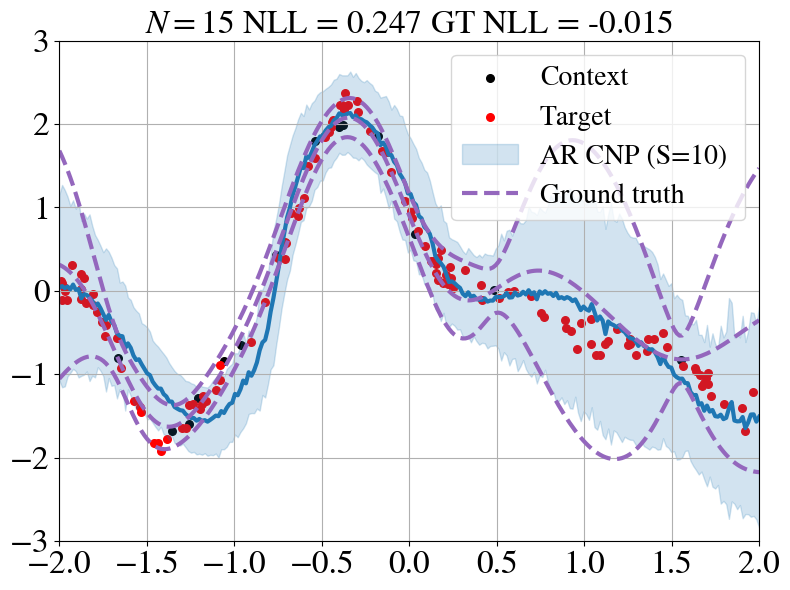 N = 15 NLL = 0.247 GT NLL = -0.015
3
2
1
0
−1
−2
−3
Context
Target
AR CNP (S=10)
Ground truth
−2.0 −1.5 −1.0 −0.5 0.0 0.5 1.0 1.5 2.0